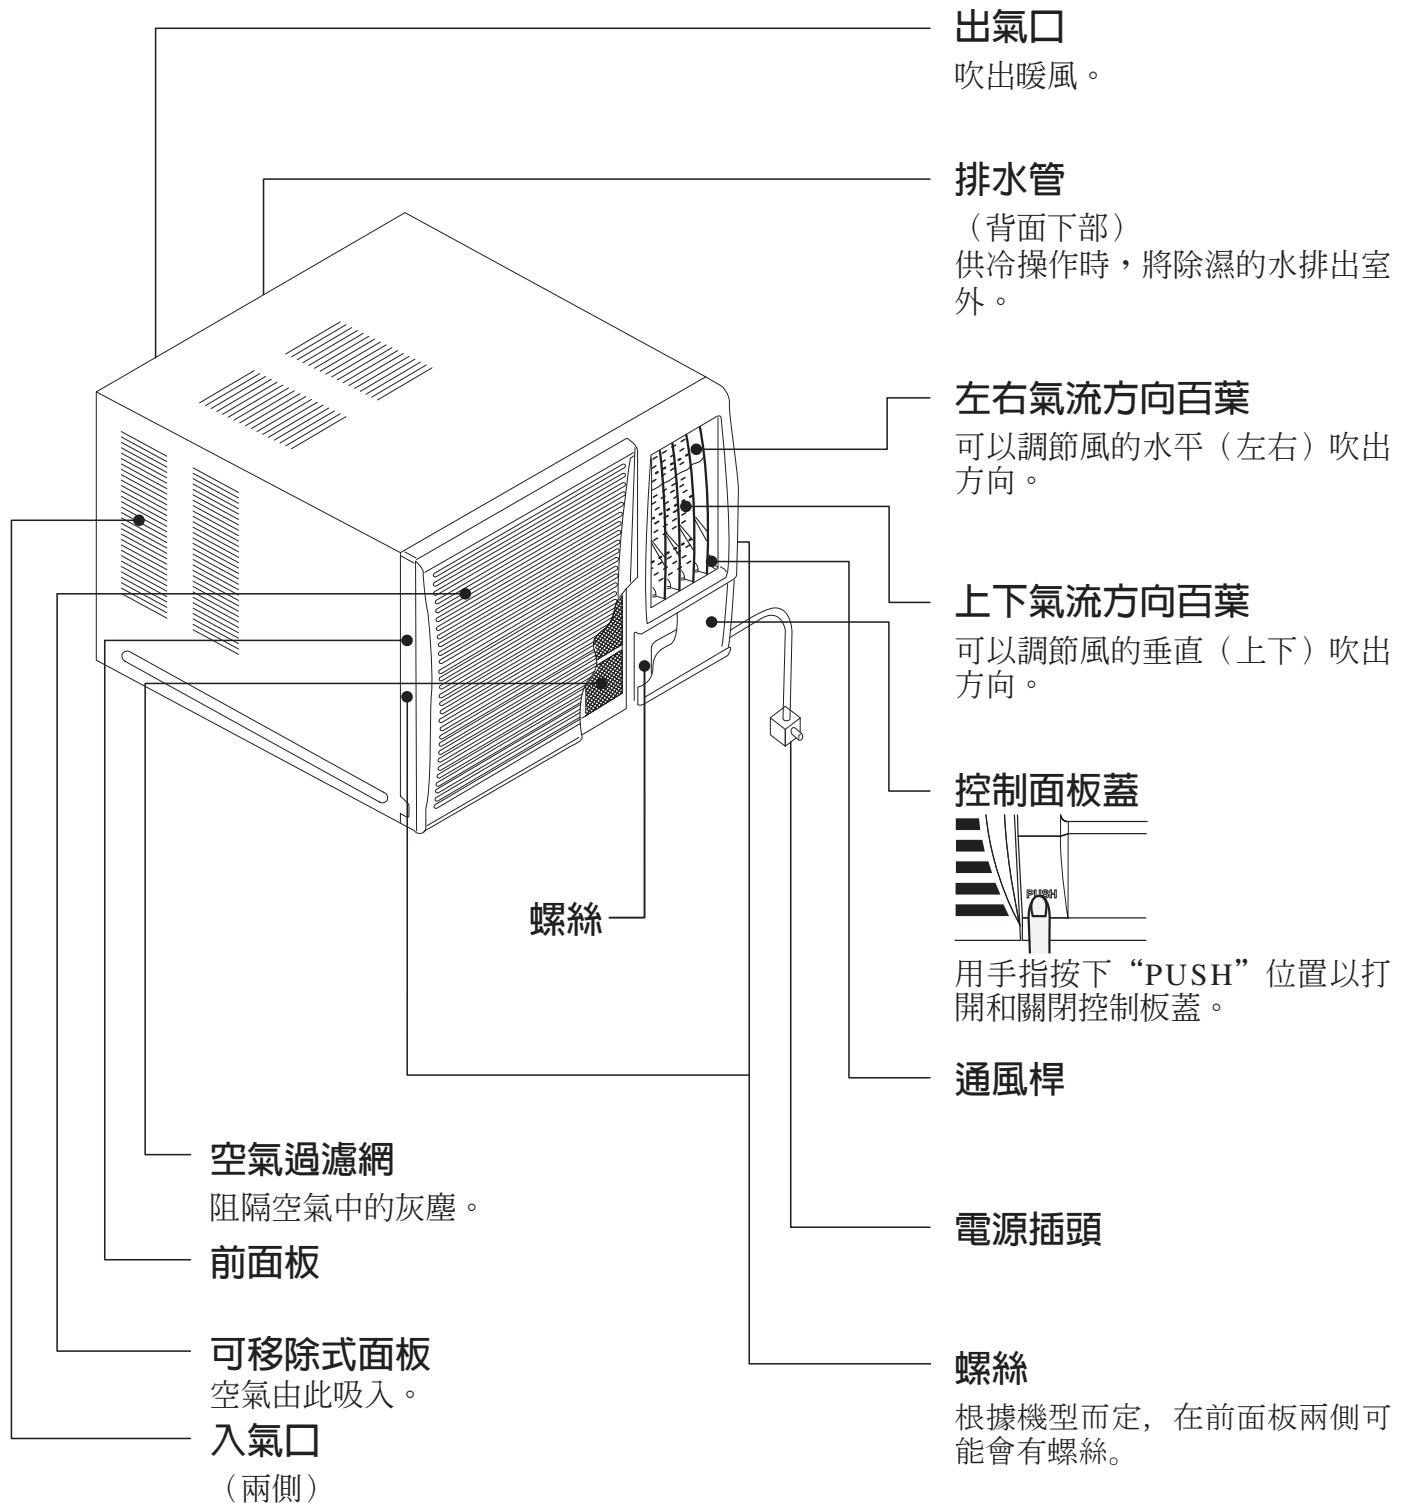 出氣口
吹出暖風。
排水管
（背面下部）
供冷操作時，將除濕的水排出室
外。
左右氣流方向百葉
可以調節風的水平（左右）吹出
方向。
上下氣流方向百葉
可以調節風的垂直（上下）吹出
方向。
控制面板蓋
PUSH
用手指按下“PUSH”位置以打
開和關閉控制板蓋。
螺絲
通風桿
空氣過濾網
阻隔空氣中的灰塵。
電源插頭
前面板
可移除式面板
空氣由此吸入。
螺絲
根據機型而定，在前面板兩側可
能會有螺絲。
入氣口
（兩側）